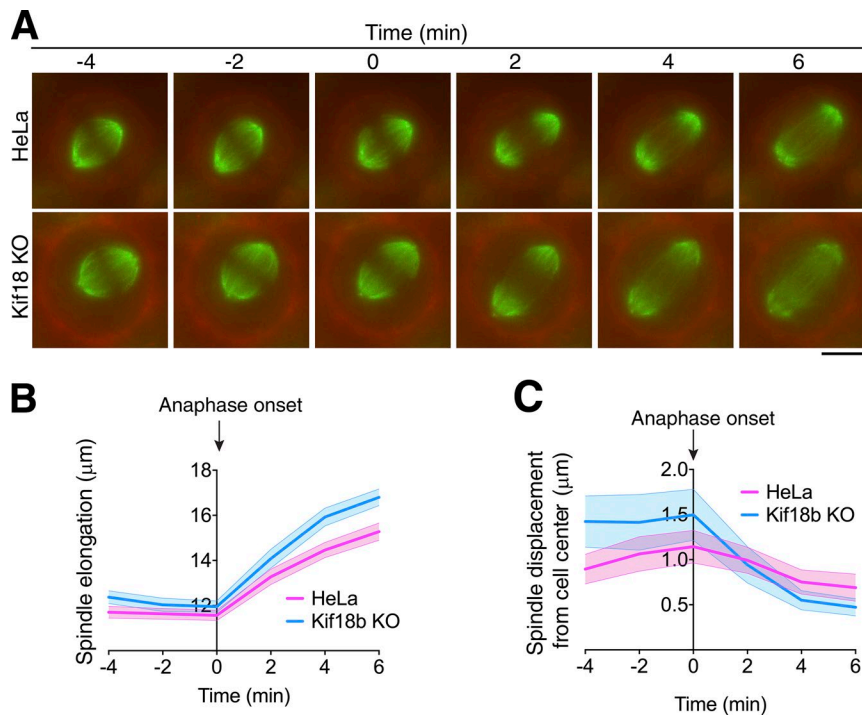 A
Time (min)
-4 -2 0 2 4 6
HeLa
Kif18 KO
B
Anaphase onset
Spindle elongation (μm)
18
16
14
12
HeLa
Kif18b KO
-4 -2 0 2 4 6
Time (min)
C
Anaphase onset
Spindle displacement
from cell center (μm)
2.0
1.5
1.0
0.5
HeLa
Kif18b KO
-4 -2 0 2 4 6
Time (min)